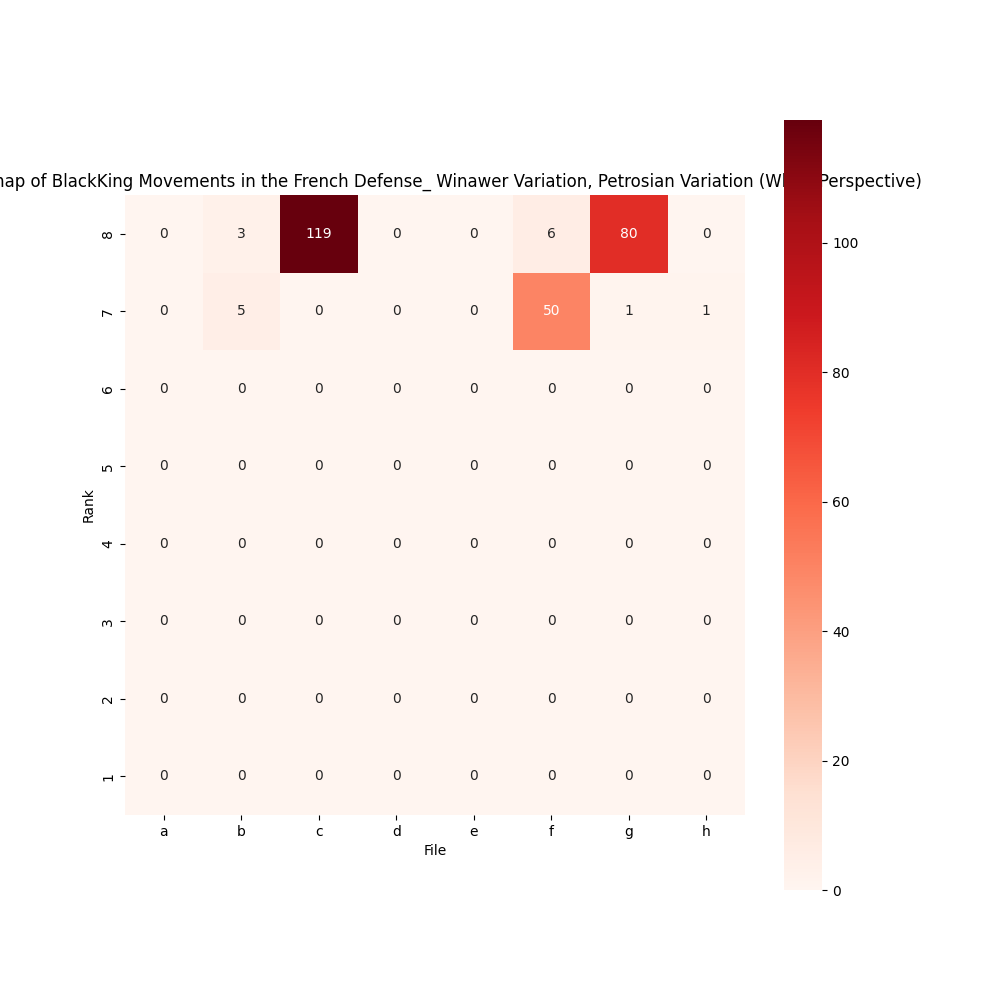 of BlackKing Movements in the French Defense_ Winawer Variation, Petrosian Variation Perspective)
100
8 0 3 119 0 0 6 80 0
7 0 5 0 0 0 50 1 1
80
6 0 0 0 0 0 0 0 0
5 0 0 0 0 0 0 0 0
60
Rank
4 0 0 0 0 0 0 0 0
40
3 0 0 0 0 0 0 0 0
2 0 0 0 0 0 0 0 0
20
1 0 0 0 0 0 0 0 0
a b c d e f g h
File
0